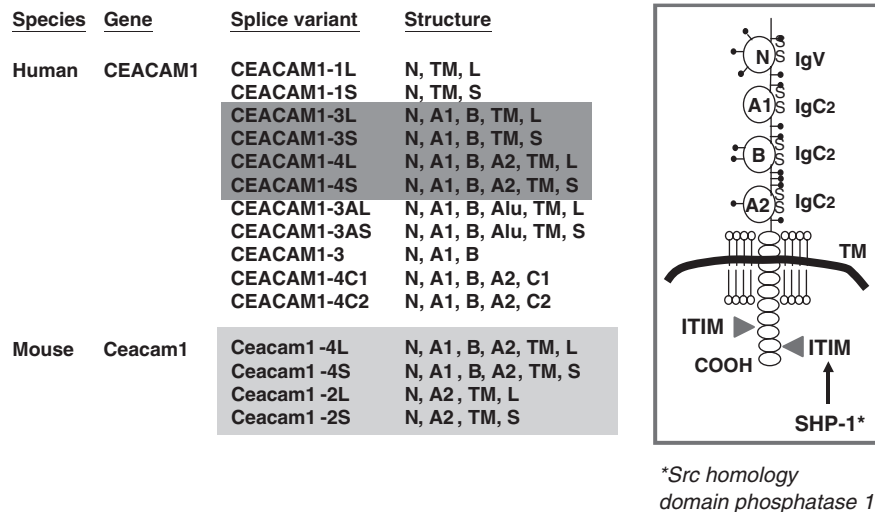 Species Gene Splice variant Structure
Human CEACAM1 CEACAM1-1L N, TM, L
CEACAM1-1S N, TM, S
CEACAM1-3L N, A1, B, TM, L
CEACAM1-3S N, A1, B, TM, S
CEACAM1-4L N, A1, B, A2, TM, L
CEACAM1-4S N, A1, B, A2, TM, S
CEACAM1-3AL N, A1, B, Alu, TM, L
CEACAM1-3AS N, A1, B, Alu, TM, S
CEACAM1-3 N, A1, B
CEACAM1-4C1 N, A1, B, A2, C1
CEACAM1-4C2 N, A1, B, A2, C2
Mouse Ceacam1 Ceacam1-4L N, A1, B, A2, TM, L
Ceacam1-4S N, A1, B, A2, TM, S
Ceacam1-2L N, A2, TM, L
Ceacam1-2S N, A2, TM, S
N S S IgV
A1 S S IgC2
B S S IgC2
A2 S S IgC2
TM
ITIM
ITIM
COOH
SHP-1*
*Src homology
domain phosphatase 1